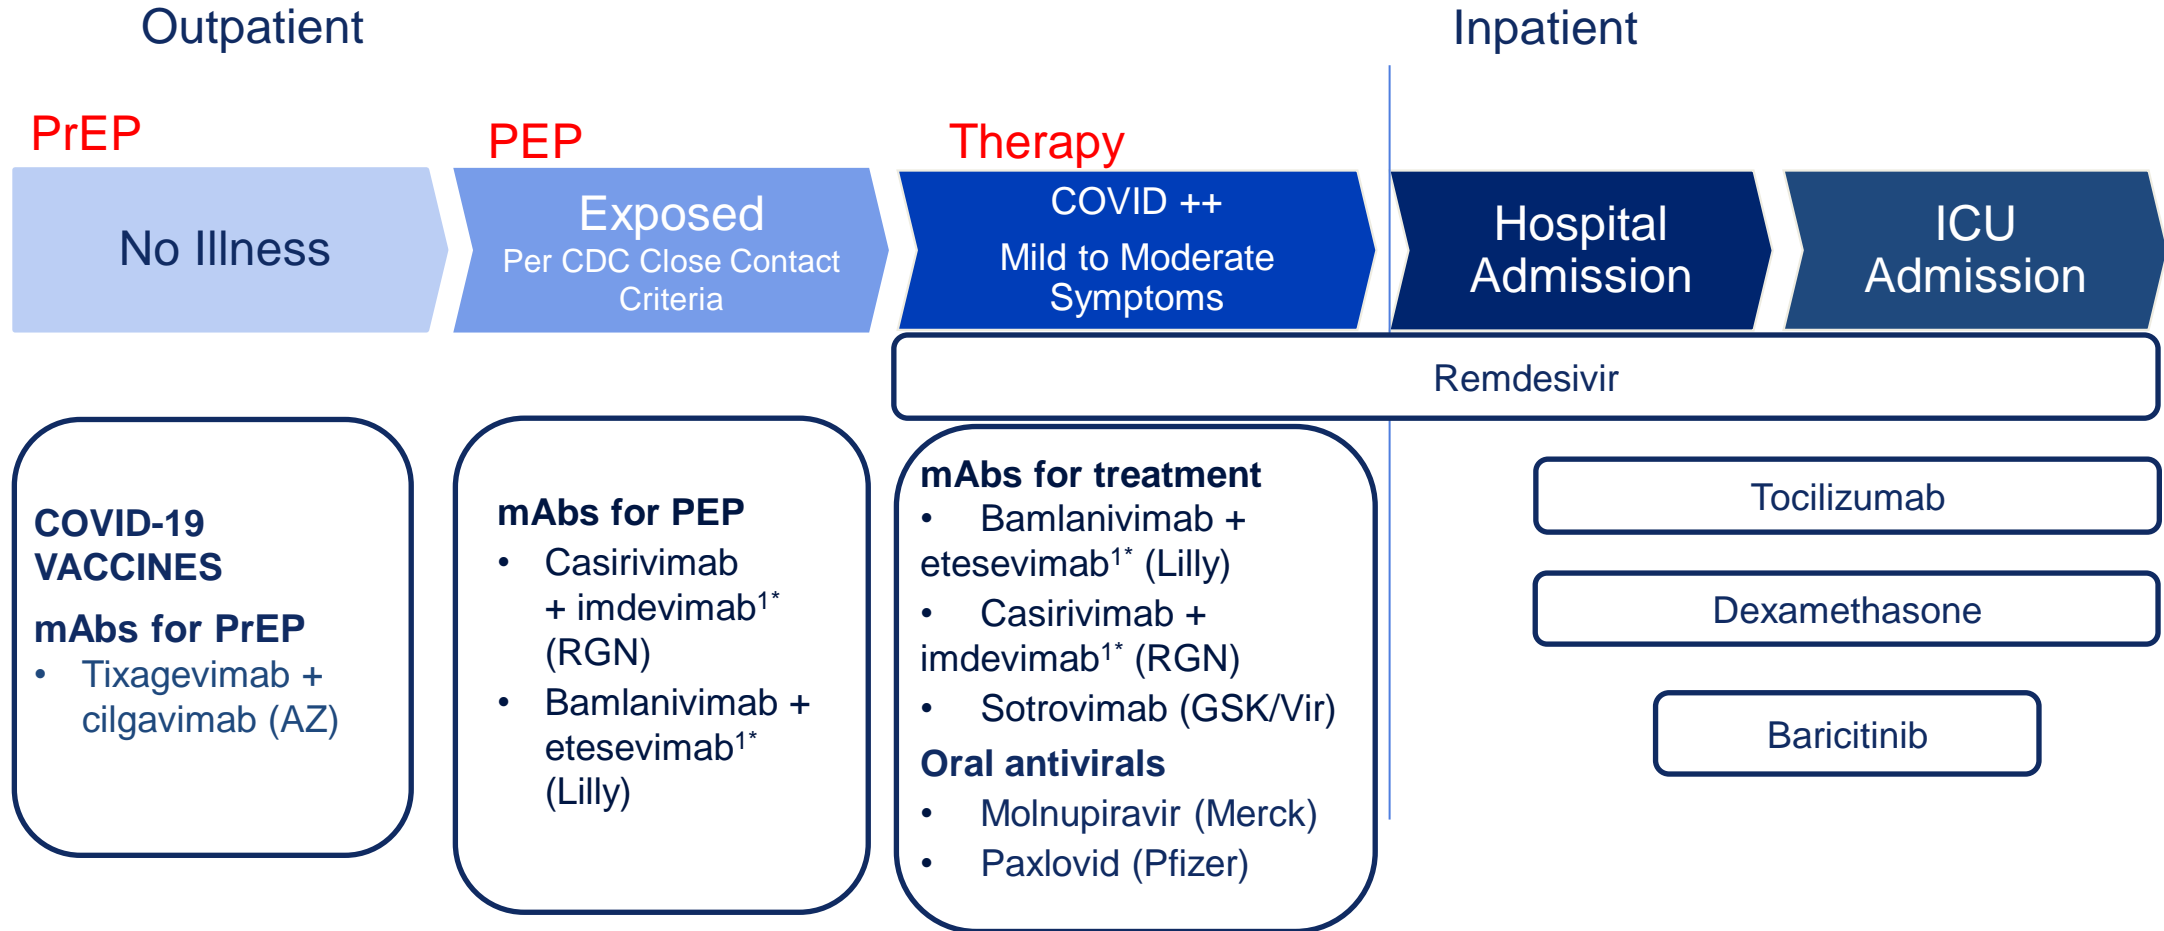 Outpatient
Inpatient
PrEP
PEP
Therapy
No Illness
Exposed
Per CDC Close Contact
Criteria
COVID ++
Mild to Moderate
Symptoms
Hospital
Admission
ICU
Admission
Remdesivir
COVID-19
VACCINES
mAbs for PrEP
• Tixagevimab +
cilgavimab (AZ)
mAbs for PEP
• Casirivimab
+ imdevimab¹*
(RGN)
• Bamlanivimab +
etesevimab¹*
(Lilly)
mAbs for treatment
• Bamlanivimab +
etesevimab¹* (Lilly)
• Casirivimab +
imdevimab¹* (RGN)
• Sotrovimab (GSK/Vir)
Oral antivirals
• Molnupiravir (Merck)
• Paxlovid (Pfizer)
Tocilizumab
Dexamethasone
Baricitinib